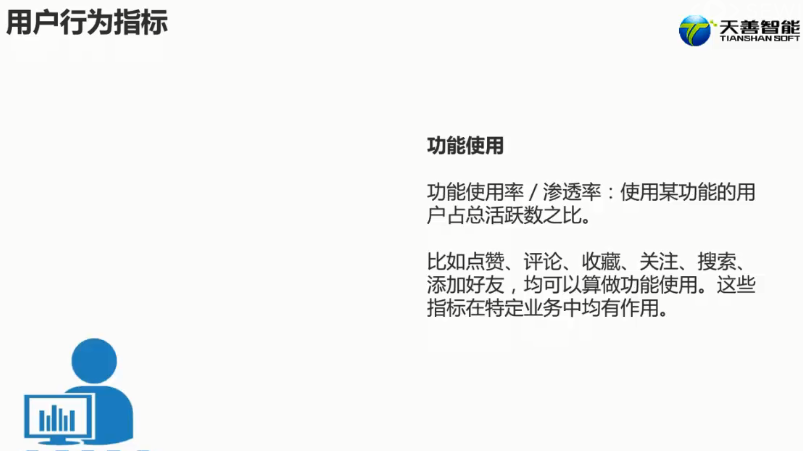 用户行为指标
天善智能
TIANSHAN SOFT
功能使用
功能使用率 / 渗透率：使用某功能的用
户占总活跃数之比。
比如点赞、评论、收藏、关注、搜索、
添加好友，均可以算做功能使用。这些
指标在特定业务中均有作用。